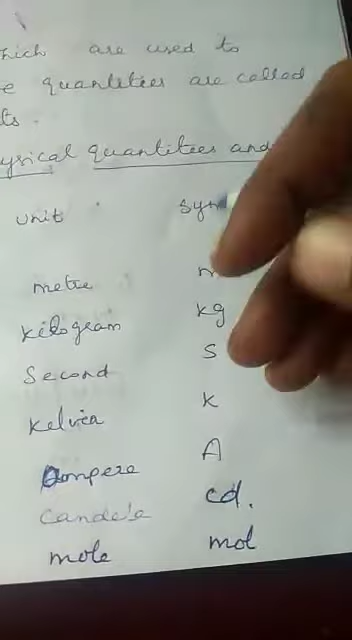 hich are used to
e quantities are called
ts.
ysical quantities and
unit sym
metre m
kilogram kg
Second S
Kelvin K
Ampere A
Candela cd.
mole mol